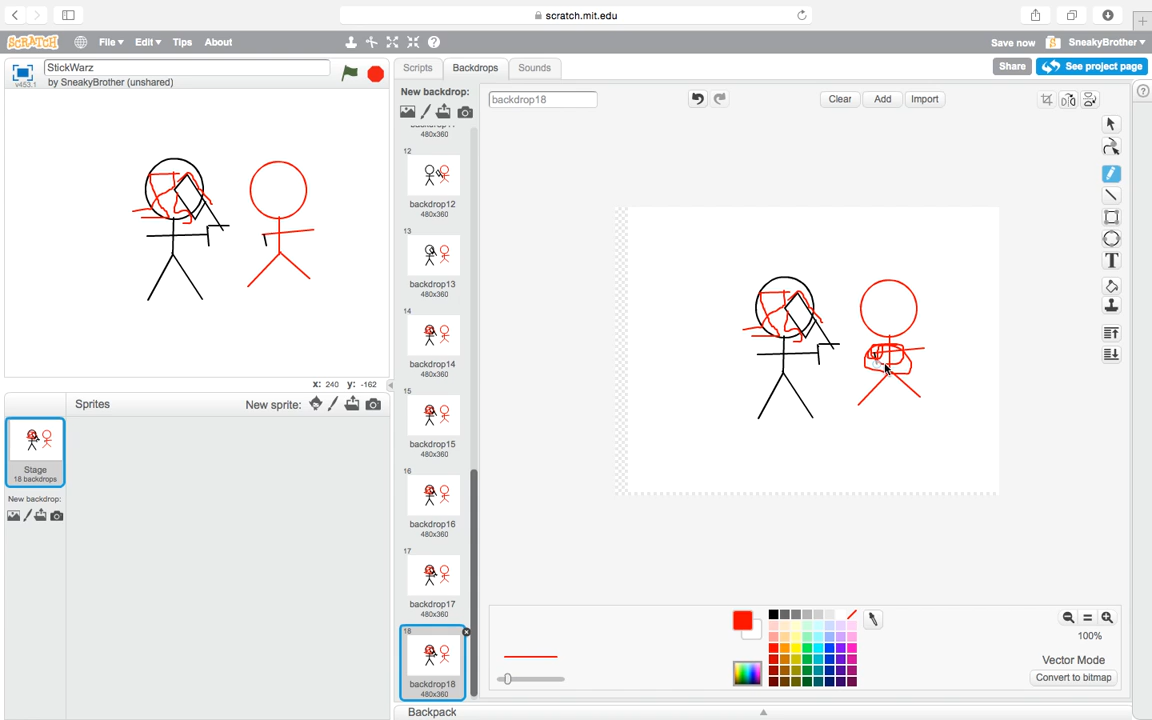 scratch.mit.edu
SCRATCH File Edit Tips About
Save now SneakyBrother
StickWarz
by SneakyBrother (unshared)
v453.1
Scripts Backdrops Sounds
Share See project page
New backdrop:
backdrop18
Clear Add Import
480x360
12
backdrop12
480x360
13
backdrop13
480x360
14
backdrop14
480x360
15
backdrop15
480x360
16
backdrop16
480x360
17
backdrop17
480x360
18
backdrop18
480x360
x: 240 y: -162
Sprites New sprite:
Stage
18 backdrops
New backdrop:
T
100%
Vector Mode
Convert to bitmap
Backpack